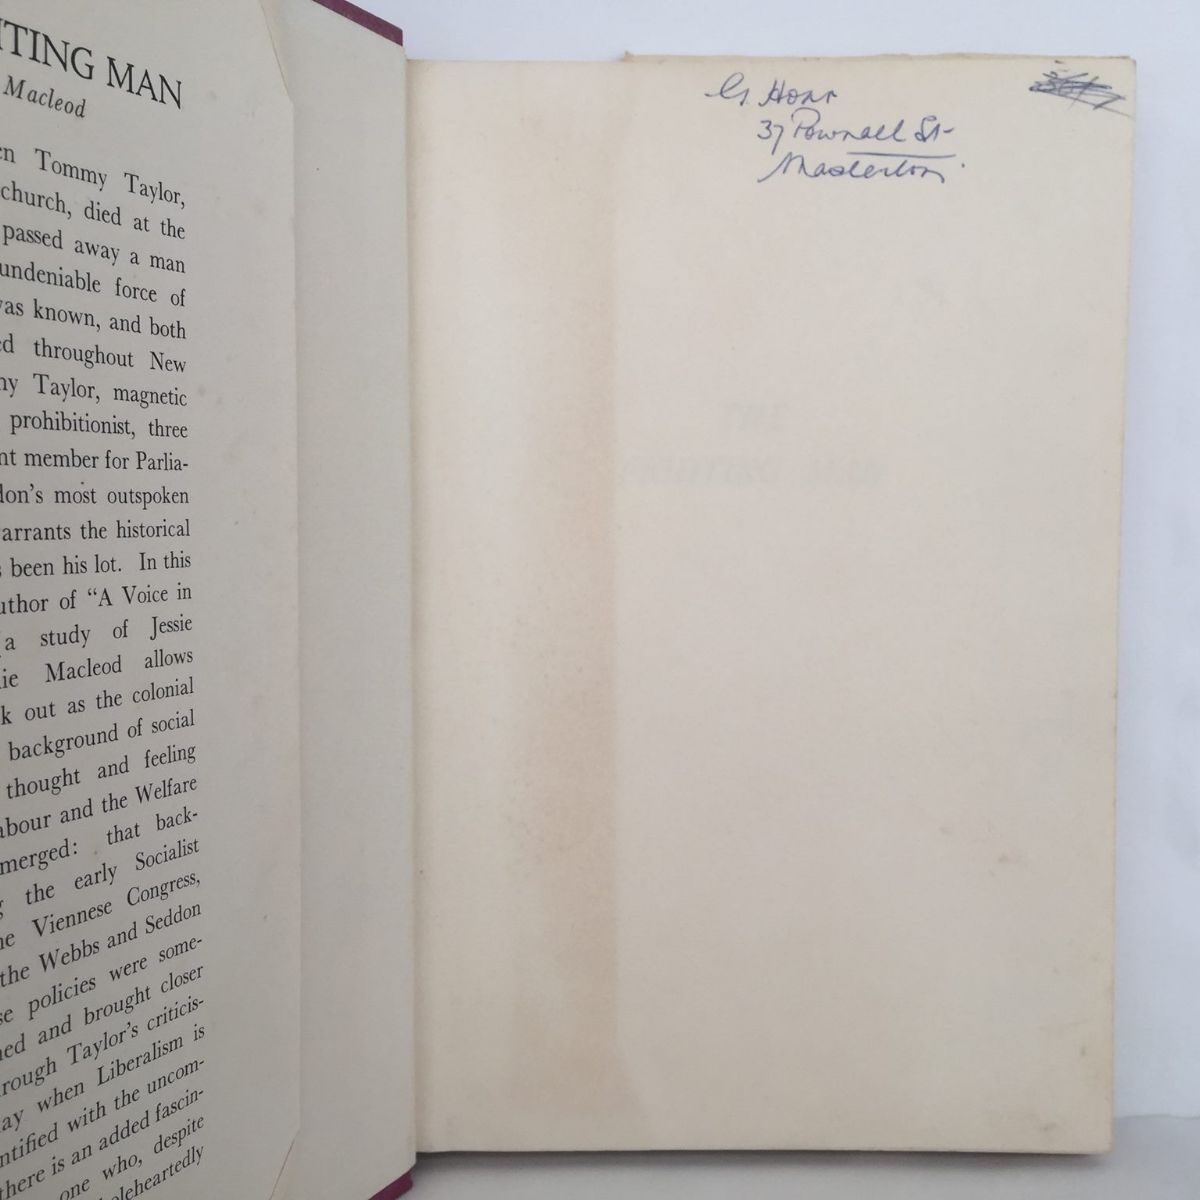 TING MAN
Macleod
en Tommy Taylor,
church, died at the
passed away a man
undeniable force of
was known, and both
ed throughout New
my Taylor, magnetic
prohibitionist, three
nt member for Parlia-
don's most outspoken
arrants the historical
s been his lot. In this
uthor of "A Voice in
a study of Jessie
ie Macleod allows
k out as the colonial
background of social
thought and feeling
abour and the Welfare
merged: that back-
g the early Socialist
he Viennese Congress,
the Webbs and Seddon
se policies were some-
ned and brought closer
rough Taylor's criticis-
ay when Liberalism is
ntified with the uncom-
there is an added fascin-
one who, despite
oleheartedly
G. Hoar
37 Pownall St-
Masterton.